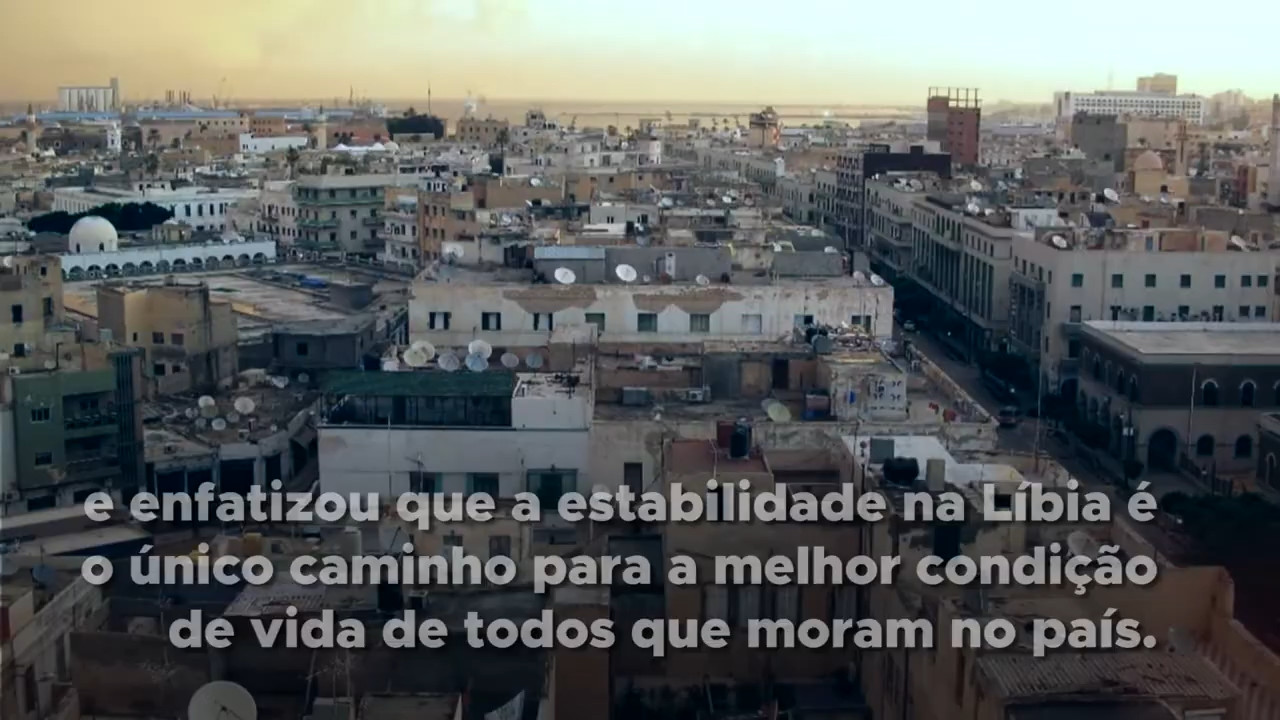 e enfatizou que a estabilidade na Líbia é
o único caminho para a melhor condição
de vida de todos que moram no país.